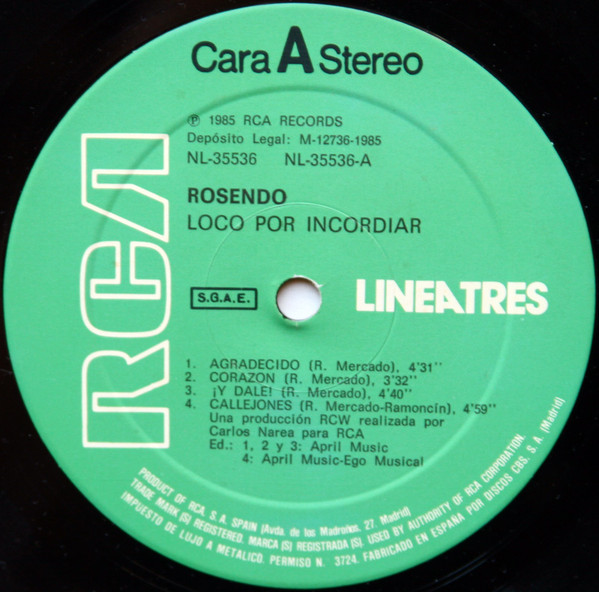 Cara A Stereo
℗ 1985 RCA RECORDS
Depósito Legal: M-12736-1985
NL-35536 NL-35536-A
ROSENDO
LOCO POR INCORDIAR
RCA
S.G.A.E.
LINEATRES
1. AGRADECIDO (R. Mercado), 4'31''
2. CORAZON (R. Mercado), 3'32''
3. ¡Y DALE! (R. Mercado), 4'40''
4. CALLEJONES (R. Mercado-Ramoncín), 4'59''
Una producción RCW realizada por
Carlos Narea para RCA
Ed.: 1, 2 y 3: April Music
4: April Music-Ego Musical
PRODUCT OF RCA, S. A. SPAIN (Avda. de los Madroños, 27. Madrid)
TRADE MARK (S) REGISTERED. MARCA (S) REGISTRADA (S). USED BY AUTHORITY OF RCA CORPORATION.
IMPUESTO DE LUJO A METALICO. PERMISO N. 3724. FABRICADO EN ESPAÑA POR DISCOS CBS, S. A. (Madrid)